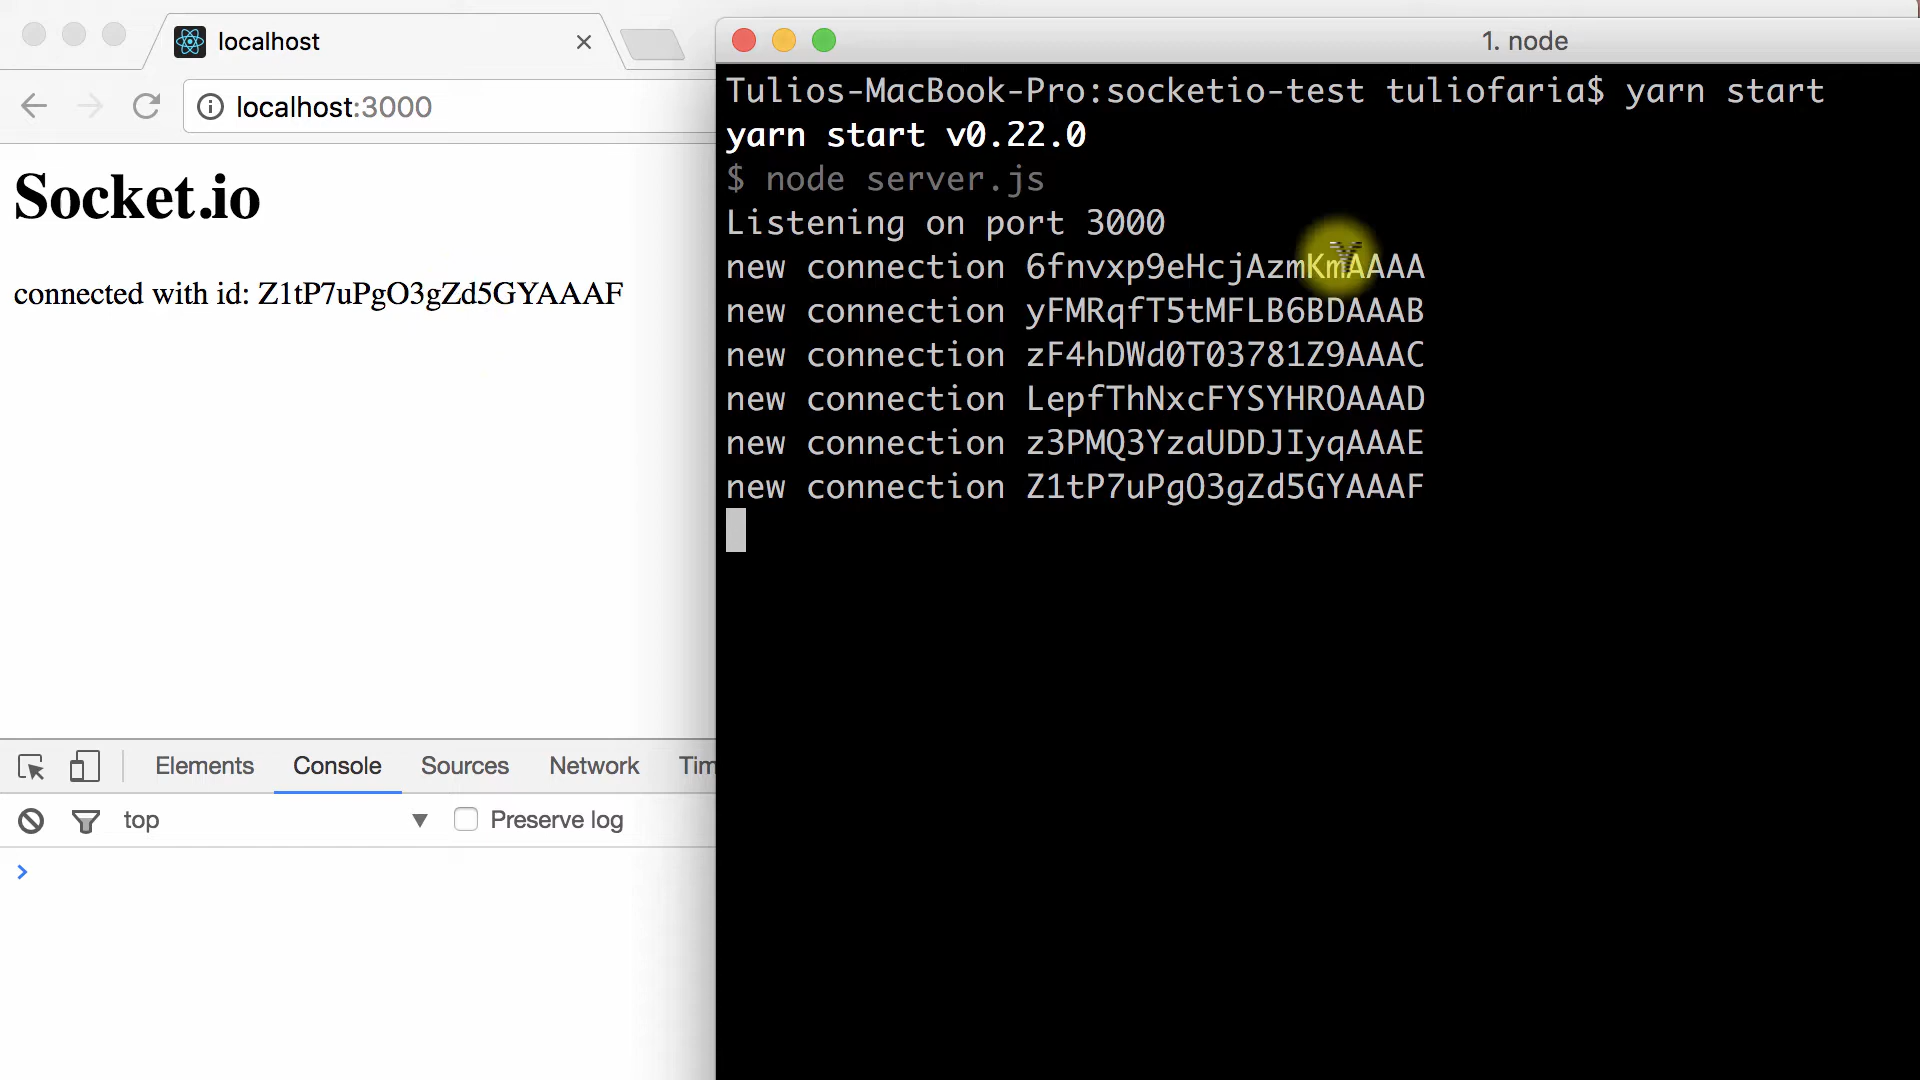 localhost
localhost:3000
Socket.io
connected with id: Z1tP7uPgO3gZd5GYAAAF
Elements Console Sources Network Tim
top Preserve log
1. node
Tulios-MacBook-Pro:socketio-test tuliofaria$ yarn start
yarn start v0.22.0
$ node server.js
Listening on port 3000
new connection 6fnvxp9eHcjAzmKmAAAA
new connection yFMRqfT5tMFLB6BDAAAB
new connection zF4hDWd0T03781Z9AAAC
new connection LepfThNxcFYSYHROAAAD
new connection z3PMQ3YzaUDDJIyqAAAE
new connection Z1tP7uPgO3gZd5GYAAAF